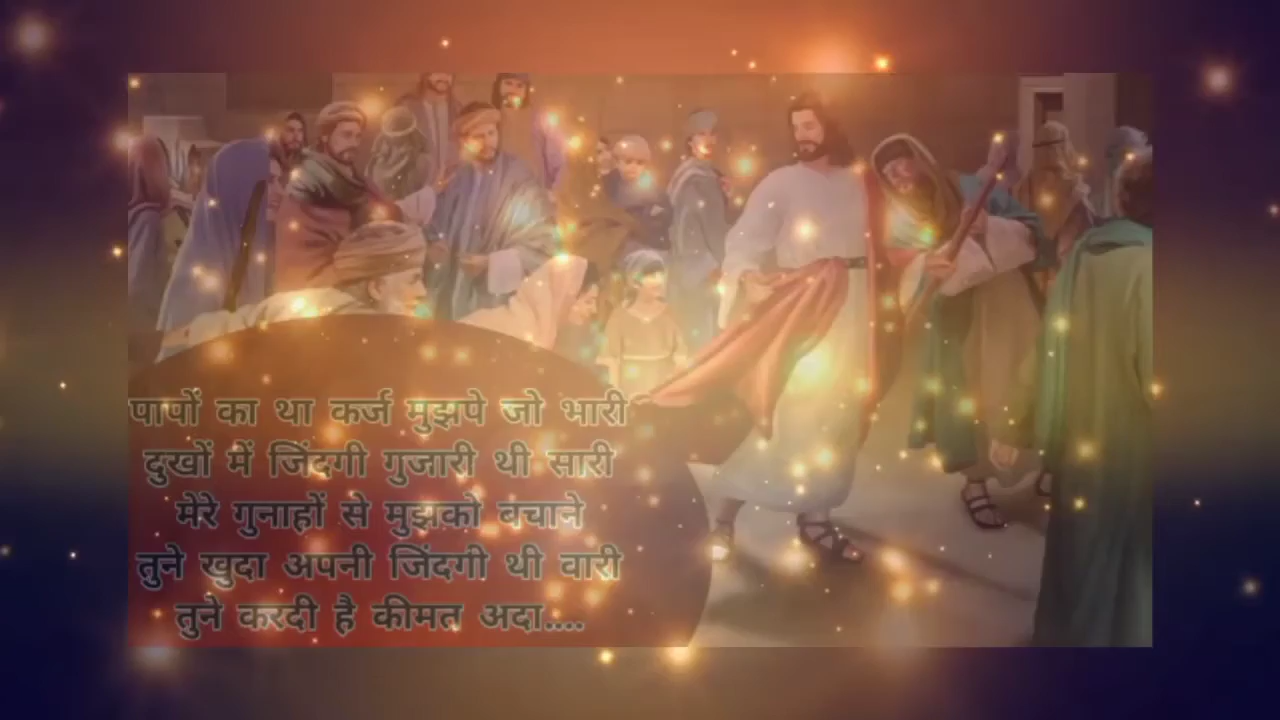 पापों का था कर्ज मुझपे जो भारी
दुखों में जिंदगी गुजारी थी सारी
मेरे गुनाहों से मुझको बचाने
तुने खुदा अपनी जिंदगी थी वारी
तुने करदी है कीमत अदा....